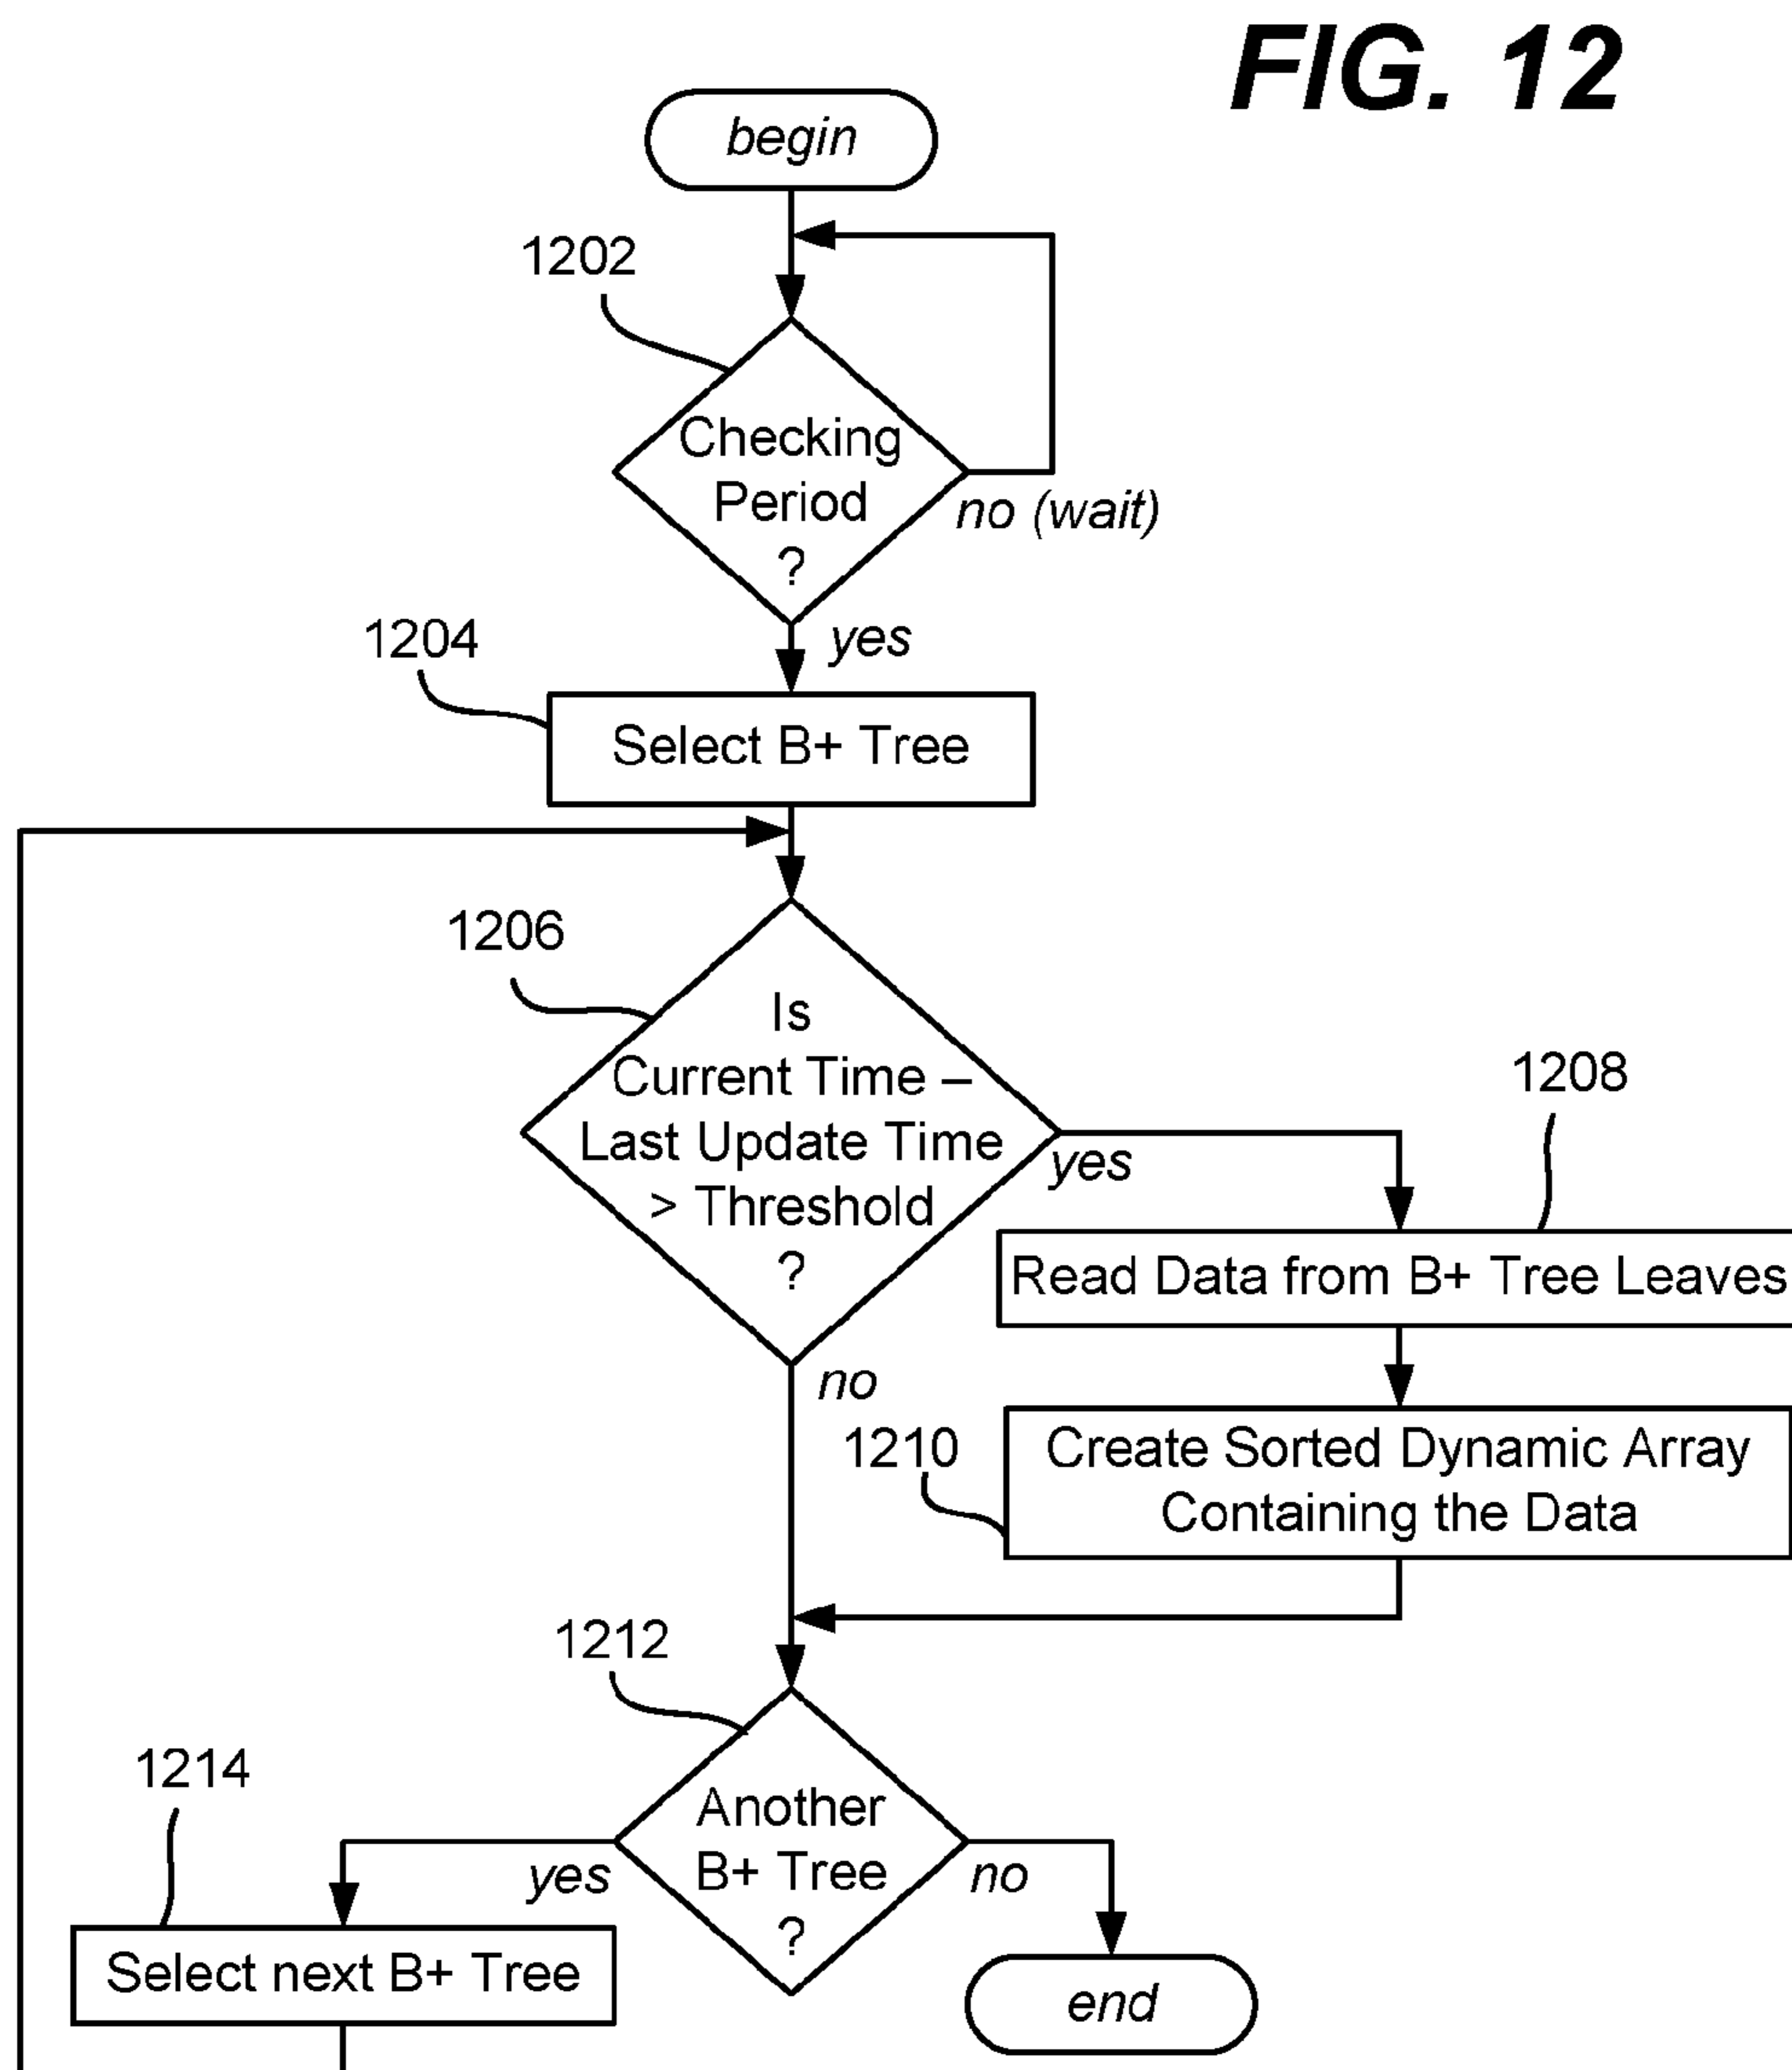 FIG. 12
begin
1202
Checking
Period
?
no (wait)
yes
1204
Select B+ Tree
1206
Is
Current Time –
Last Update Time
> Threshold
?
yes
1208
Read Data from B+ Tree Leaves
no
1210
Create Sorted Dynamic Array
Containing the Data
1212
Another
B+ Tree
?
yes
no
1214
Select next B+ Tree
end